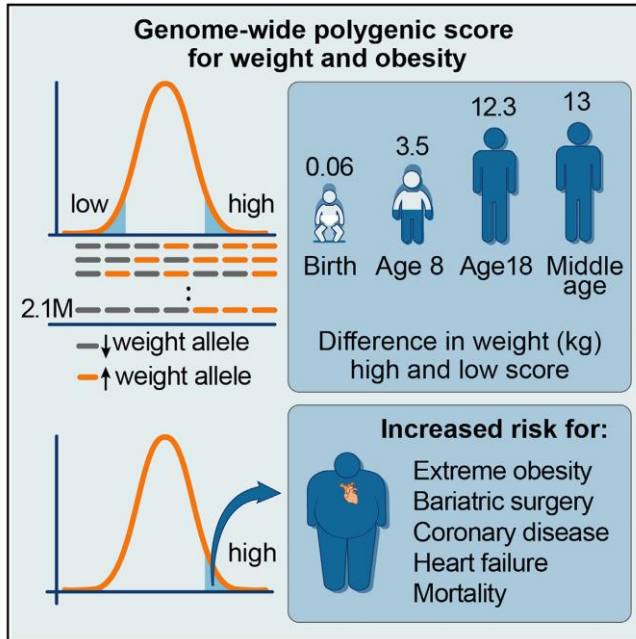 Genome-wide polygenic score
for weight and obesity
low
high
2.1M
↓weight allele
↑weight allele
0.06
3.5
12.3
13
Birth
Age 8
Age18
Middle
age
Difference in weight (kg)
high and low score
high
Increased risk for:
Extreme obesity
Bariatric surgery
Coronary disease
Heart failure
Mortality